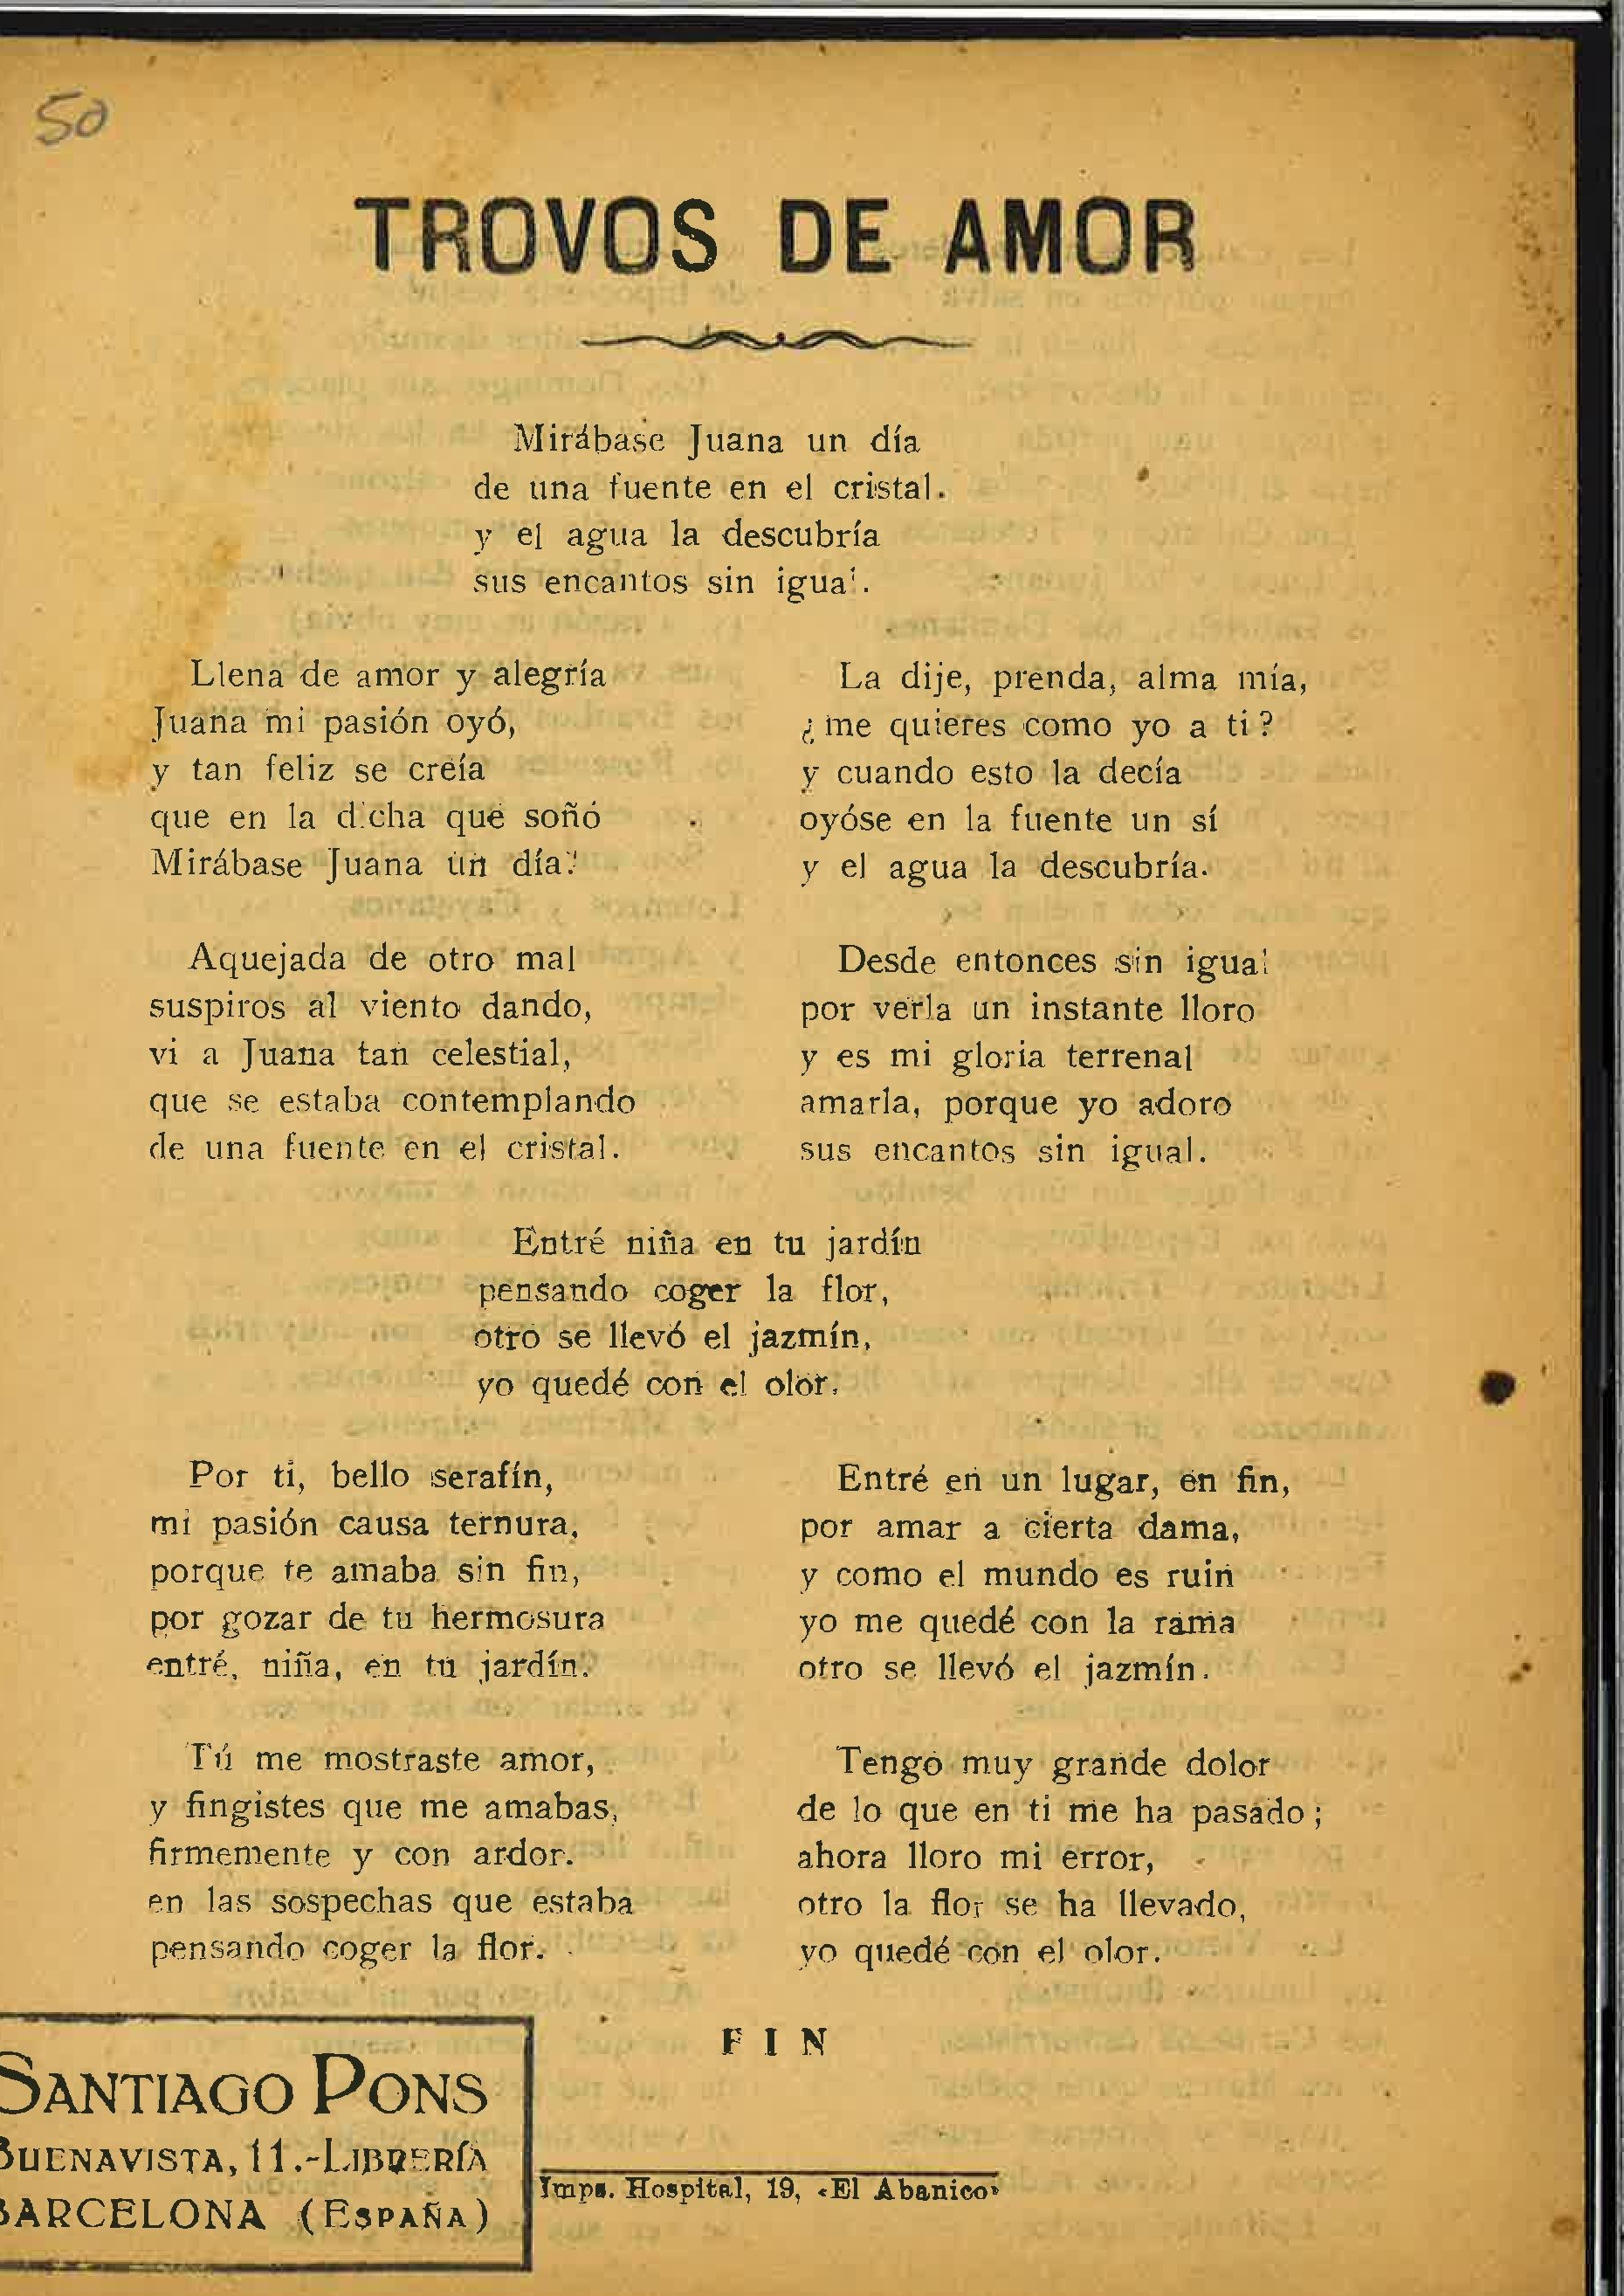 50
TROVOS DE AMOR
Mirábase Juana un día
de una fuente en el cristal.
y el agua la descubría
sus encantos sin igual.
Llena de amor y alegría
Juana mi pasión oyó,
y tan feliz se creía
que en la dicha que soñó
Mirábase Juana un día.
Aquejada de otro mal
suspiros al viento dando,
vi a Juana tan celestial,
que se estaba contemplando
de una fuente en el cristal.
La dije, prenda, alma mía,
¿me quieres como yo a ti?
y cuando esto la decía
oyóse en la fuente un sí
y el agua la descubría.
Desde entonces sin igual
por verla un instante lloro
y es mi gloria terrenal
amarla, porque yo adoro
sus encantos sin igual.
Entré niña en tu jardín
pensando coger la flor,
otro se llevó el jazmín,
yo quedé con el olor.
Por ti, bello serafín,
mi pasión causa ternura,
porque te amaba sin fin,
por gozar de tu hermosura
entré, niña, en tu jardín.
Tú me mostraste amor,
y fingistes que me amabas,
firmemente y con ardor.
en las sospechas que estaba
pensando coger la flor.
Entré en un lugar, en fin,
por amar a cierta dama,
y como el mundo es ruin
yo me quedé con la rama
otro se llevó el jazmín.
Tengo muy grande dolor
de lo que en ti me ha pasado;
ahora lloro mi error,
otro la flor se ha llevado,
yo quedé con el olor.
FIN
SANTIAGO PONS
BUENAVISTA, 11.-LIBRERÍA
BARCELONA (ESPAÑA)
Imps. Hospital, 19, «El Abanico»